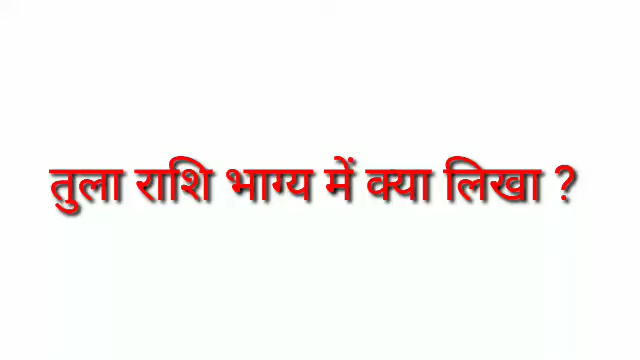 तुला राशि भाग्य में क्या लिखा ?